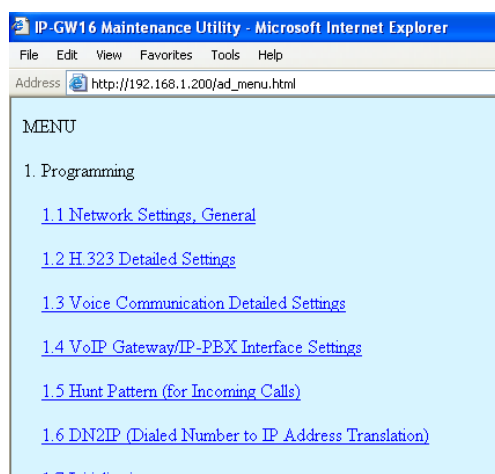 IP-GW16 Maintenance Utility - Microsoft Internet Explorer
File Edit View Favorites Tools Help
Address http://192.168.1.200/ad_menu.html
MENU
1. Programming
1.1 Network Settings, General
1.2 H.323 Detailed Settings
1.3 Voice Communication Detailed Settings
1.4 VoIP Gateway/IP-PBX Interface Settings
1.5 Hunt Pattern (for Incoming Calls)
1.6 DN2IP (Dialed Number to IP Address Translation)